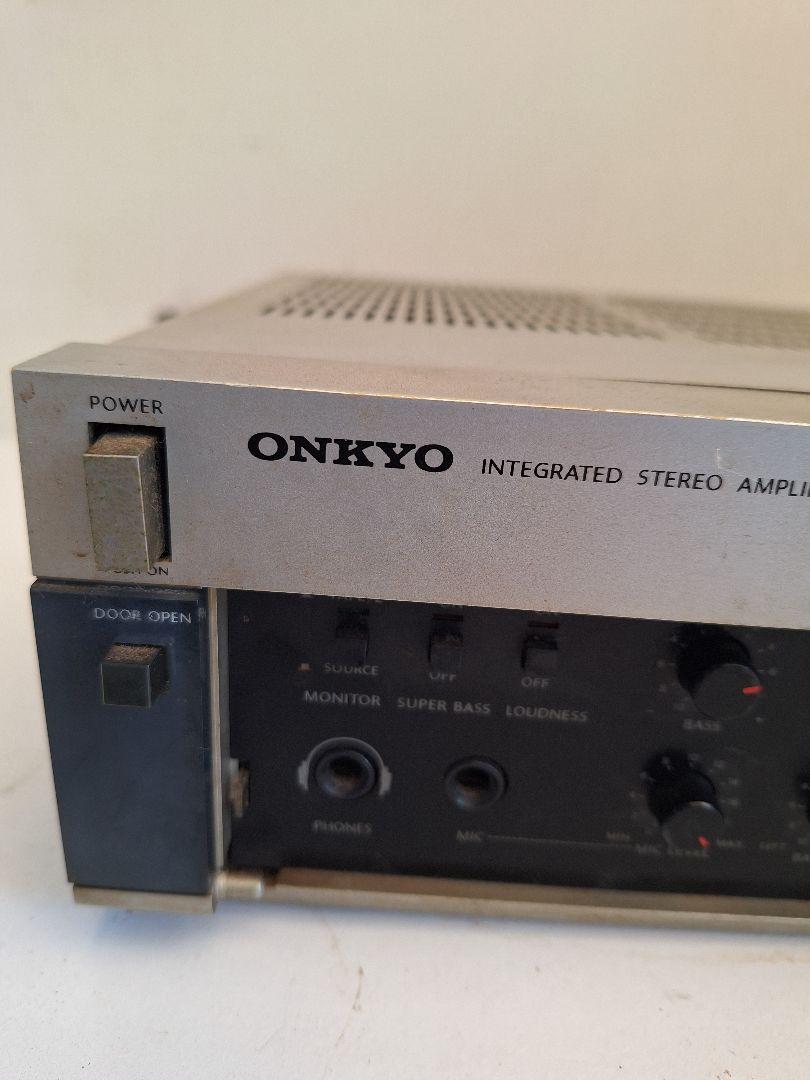 POWER
ONKYO INTEGRATED STEREO
ON
DOOR OPEN
SOURCE OFF OFF
MONITOR SUPER BASS LOUDNESS
BASS
PHONES
MIC MIN MAX
MIC LEVEL